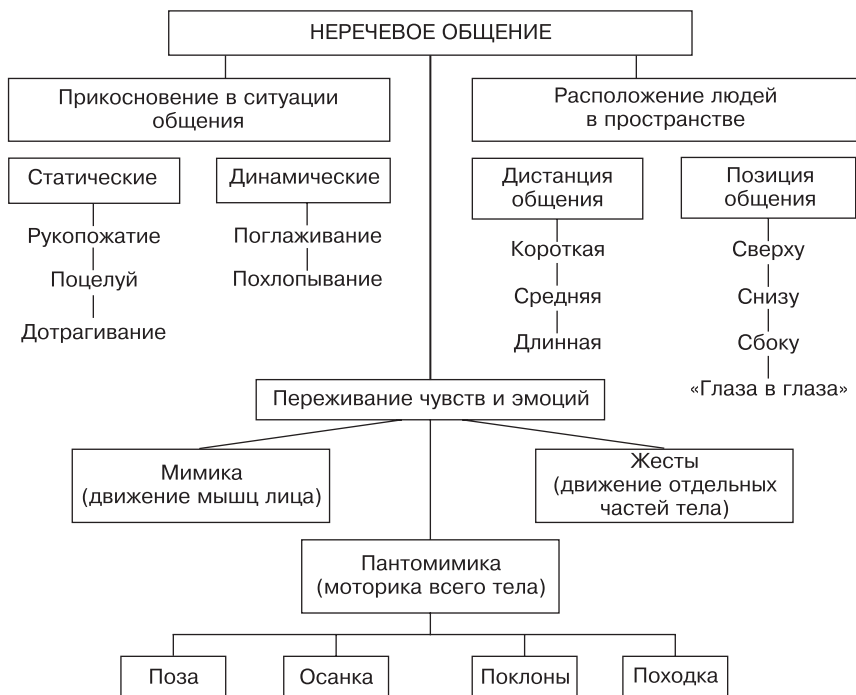 НЕРЕЧЕВОЕ ОБЩЕНИЕ
Прикосновение в ситуации
общения
Расположение людей
в пространстве
Статические
Рукопожатие
Поцелуй
Дотрагивание
Динамические
Поглаживание
Похлопывание
Дистанция
общения
Короткая
Средняя
Длинная
Позиция
общения
Сверху
Снизу
Сбоку
«Глаза в глаза»
Переживание чувств и эмоций
Мимика
(движение мышц лица)
Жесты
(движение отдельных
частей тела)
Пантомимика
(моторика всего тела)
Поза
Осанка
Поклоны
Походка